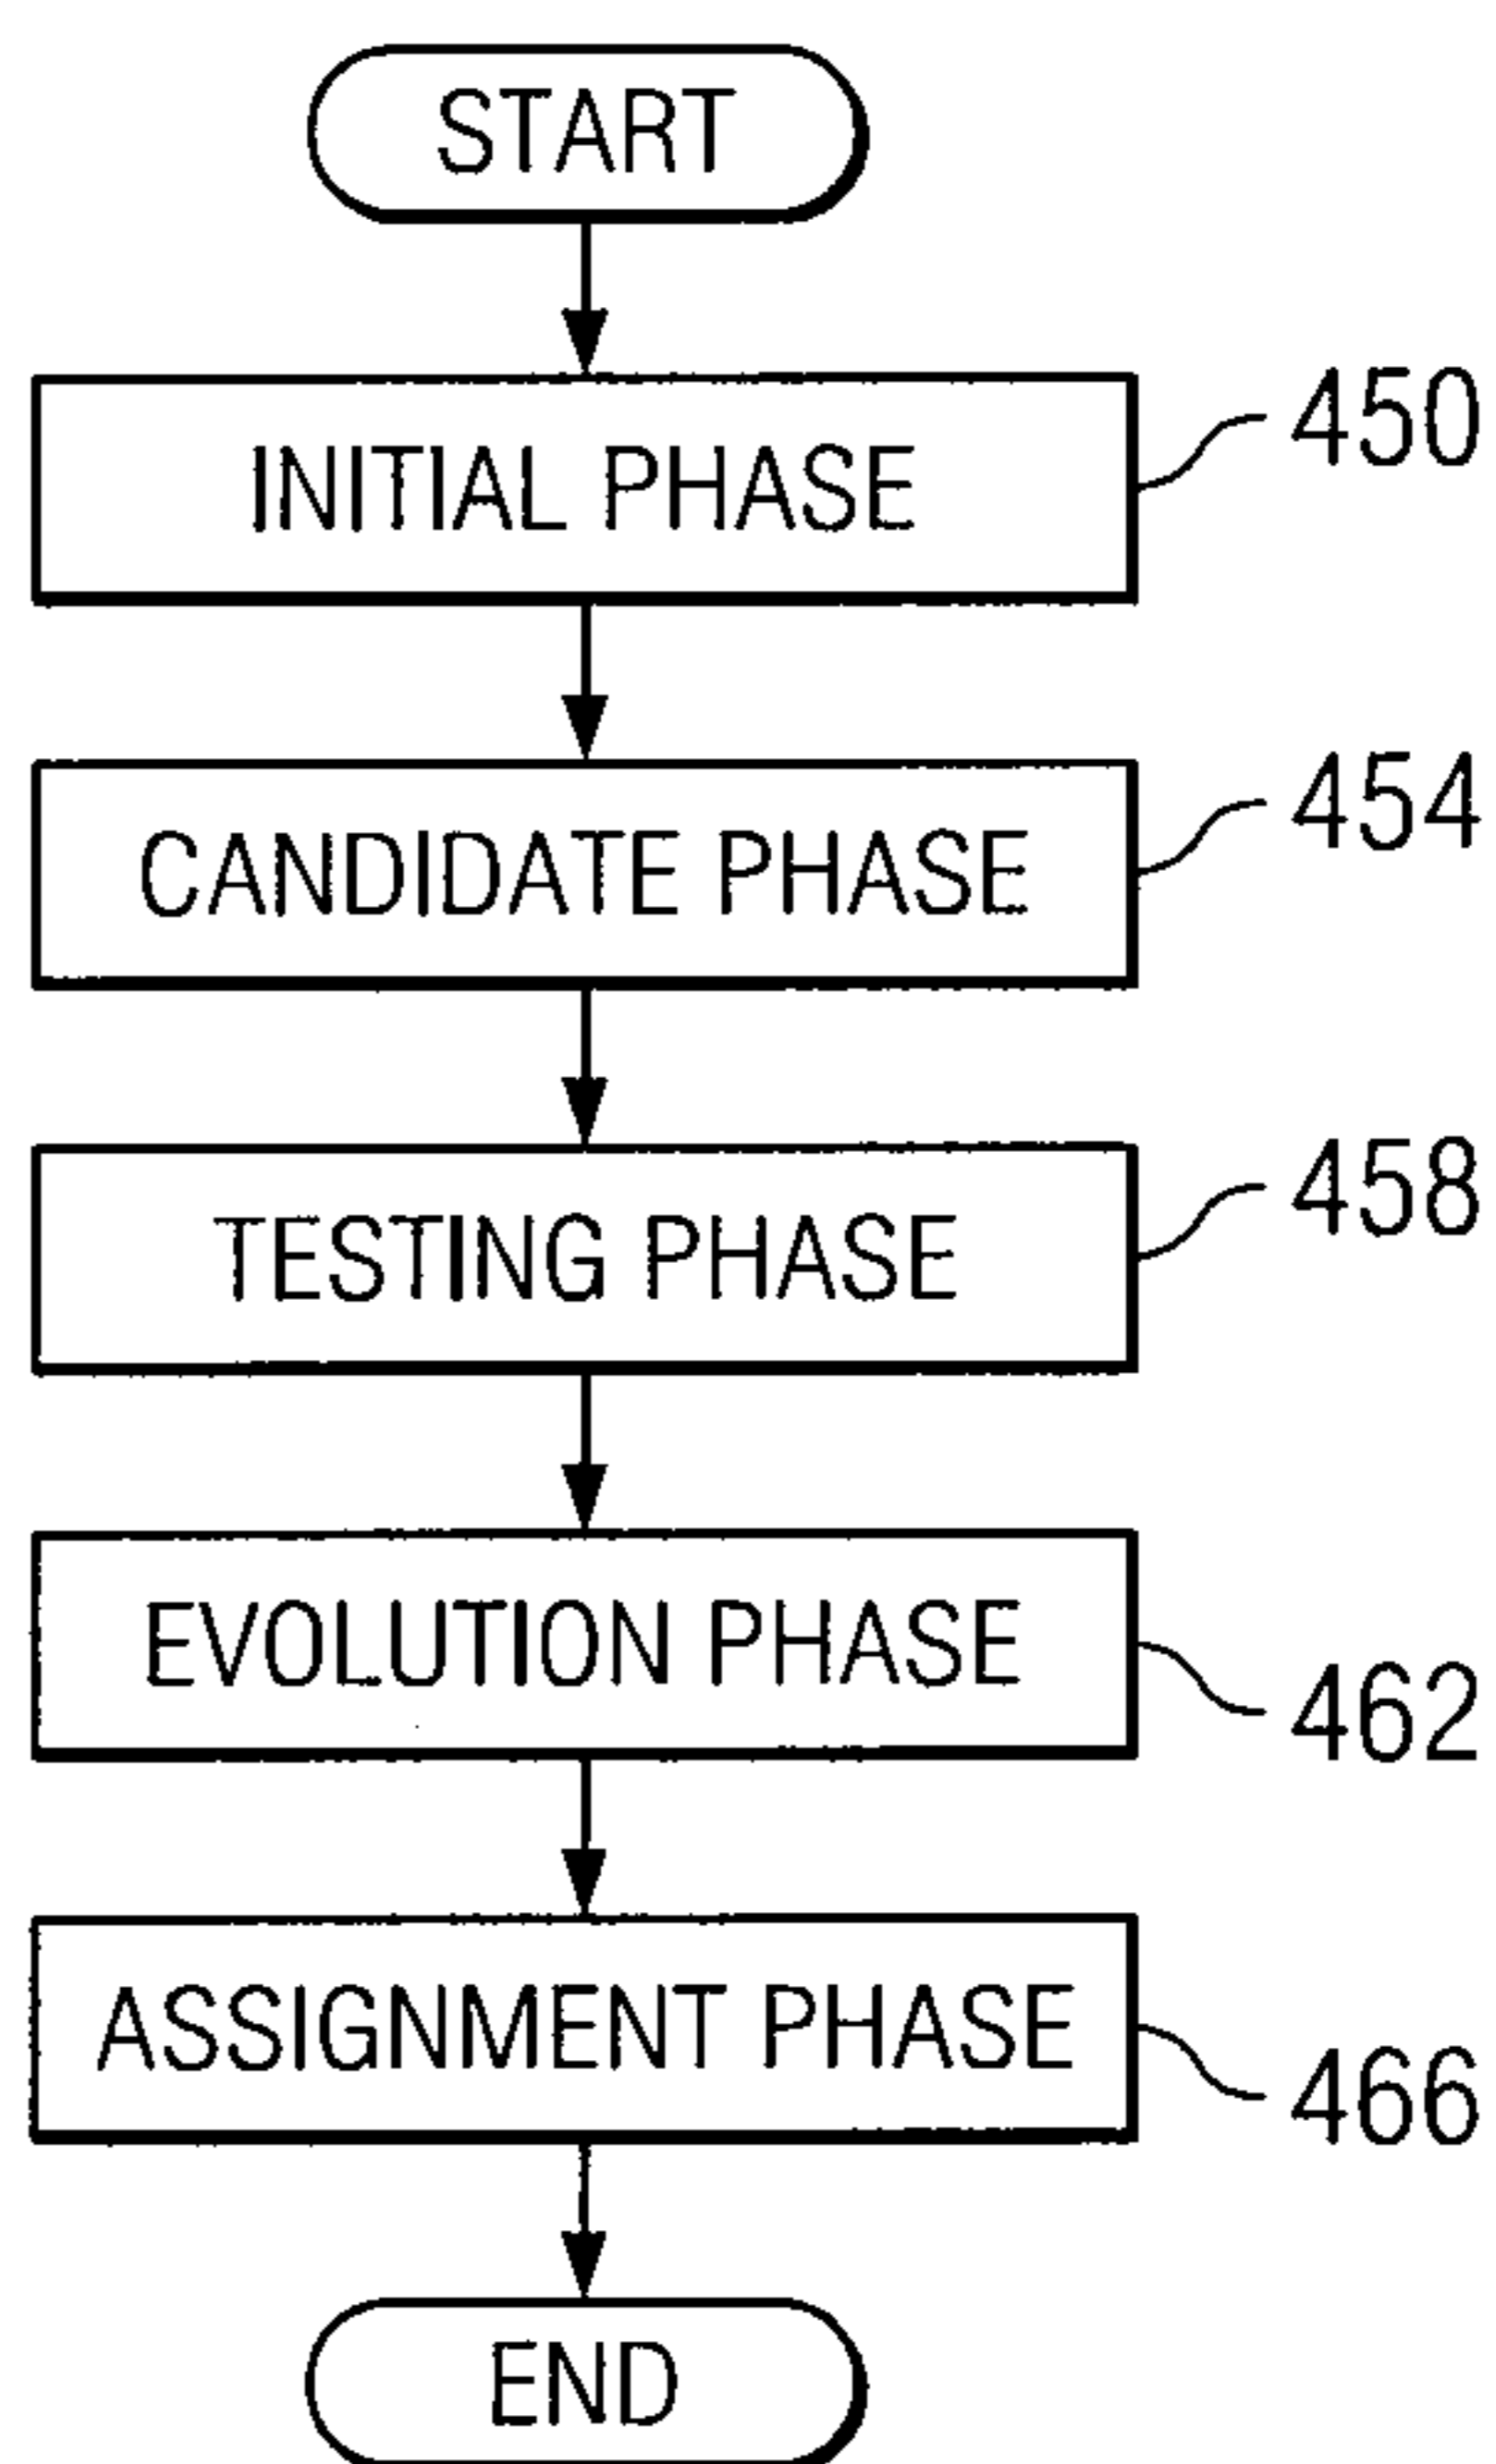 START
INITIAL PHASE
450
CANDIDATE PHASE
454
TESTING PHASE
458
EVOLUTION PHASE
462
ASSIGNMENT PHASE
466
END